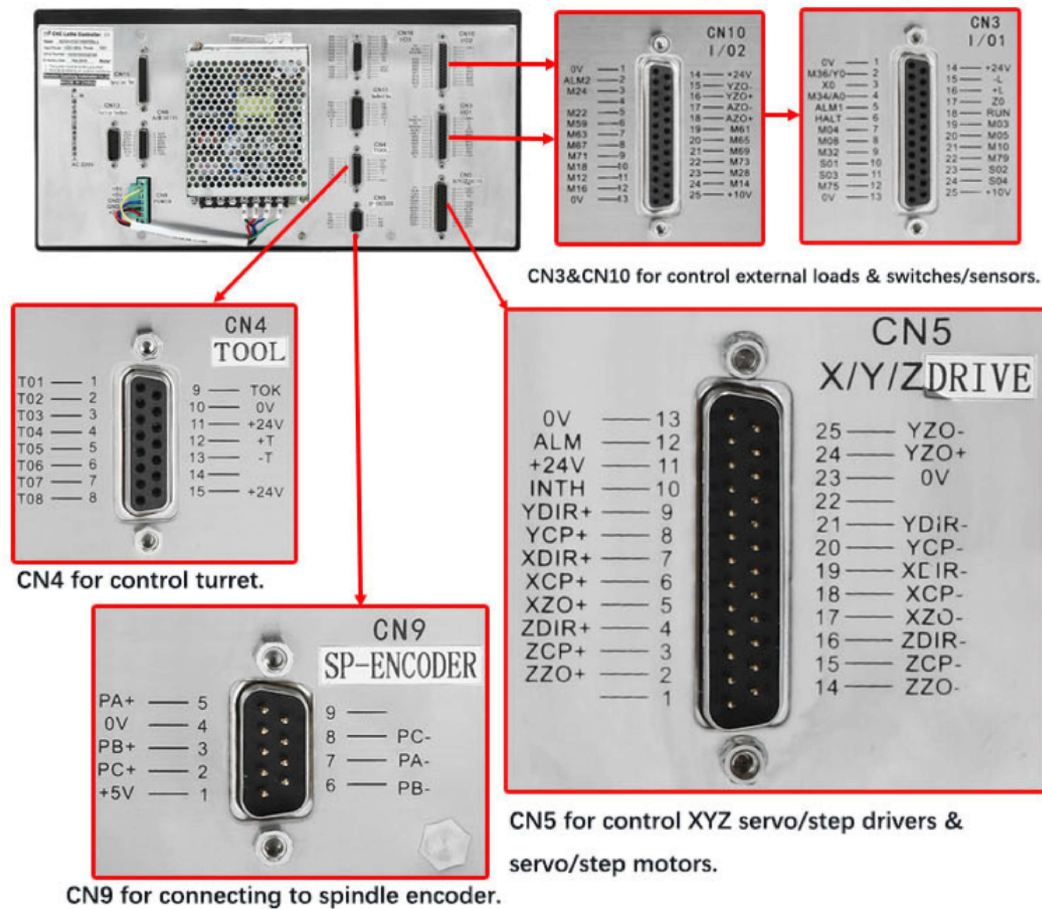 CNC Lathe Controller
CN10
I/O2
0V 1
ALM2 2
M24 3
4
M22 5
M59 6
M63 7
M67 8
M71 9
M18 10
M12 11
M16 12
0V 13
14 +24V
15 YZO-
16 YZO+
17 AZO-
18 AZO+
19 M61
20 M65
21 M69
22 M73
23 M28
24 M14
25 +10V
CN3
I/O1
0V 1
M36/Y0 2
X0 3
M34/A0 4
ALM1 5
HALT 6
M04 7
M08 8
M32 9
S01 10
S03 11
M75 12
0V 13
14 +24V
15 -L
16 +L
17 Z0
18 RUN
19 M03
20 M05
21 M10
22 M79
23 S02
24 S04
25 +10V
CN3&CN10 for control external loads & switches/sensors.
CN4
TOOL
T01 1
T02 2
T03 3
T04 4
T05 5
T06 6
T07 7
T08 8
9 TOK
10 0V
11 +24V
12 +T
13 -T
14
15 +24V
CN4 for control turret.
CN5
X/Y/Z DRIVE
0V 13
ALM 12
+24V 11
INTH 10
YDIR+ 9
YCP+ 8
XDIR+ 7
XCP+ 6
XZO+ 5
ZDIR+ 4
ZCP+ 3
ZZO+ 2
1
25 YZO-
24 YZO+
23 0V
22
21 YDIR-
20 YCP-
19 XDIR-
18 XCP-
17 XZO-
16 ZDIR-
15 ZCP-
14 ZZO-
CN5 for control XYZ servo/step drivers &
servo/step motors.
CN9
SP-ENCODER
PA+ 5
0V 4
PB+ 3
PC+ 2
+5V 1
9
8 PC-
7 PA-
6 PB-
CN9 for connecting to spindle encoder.